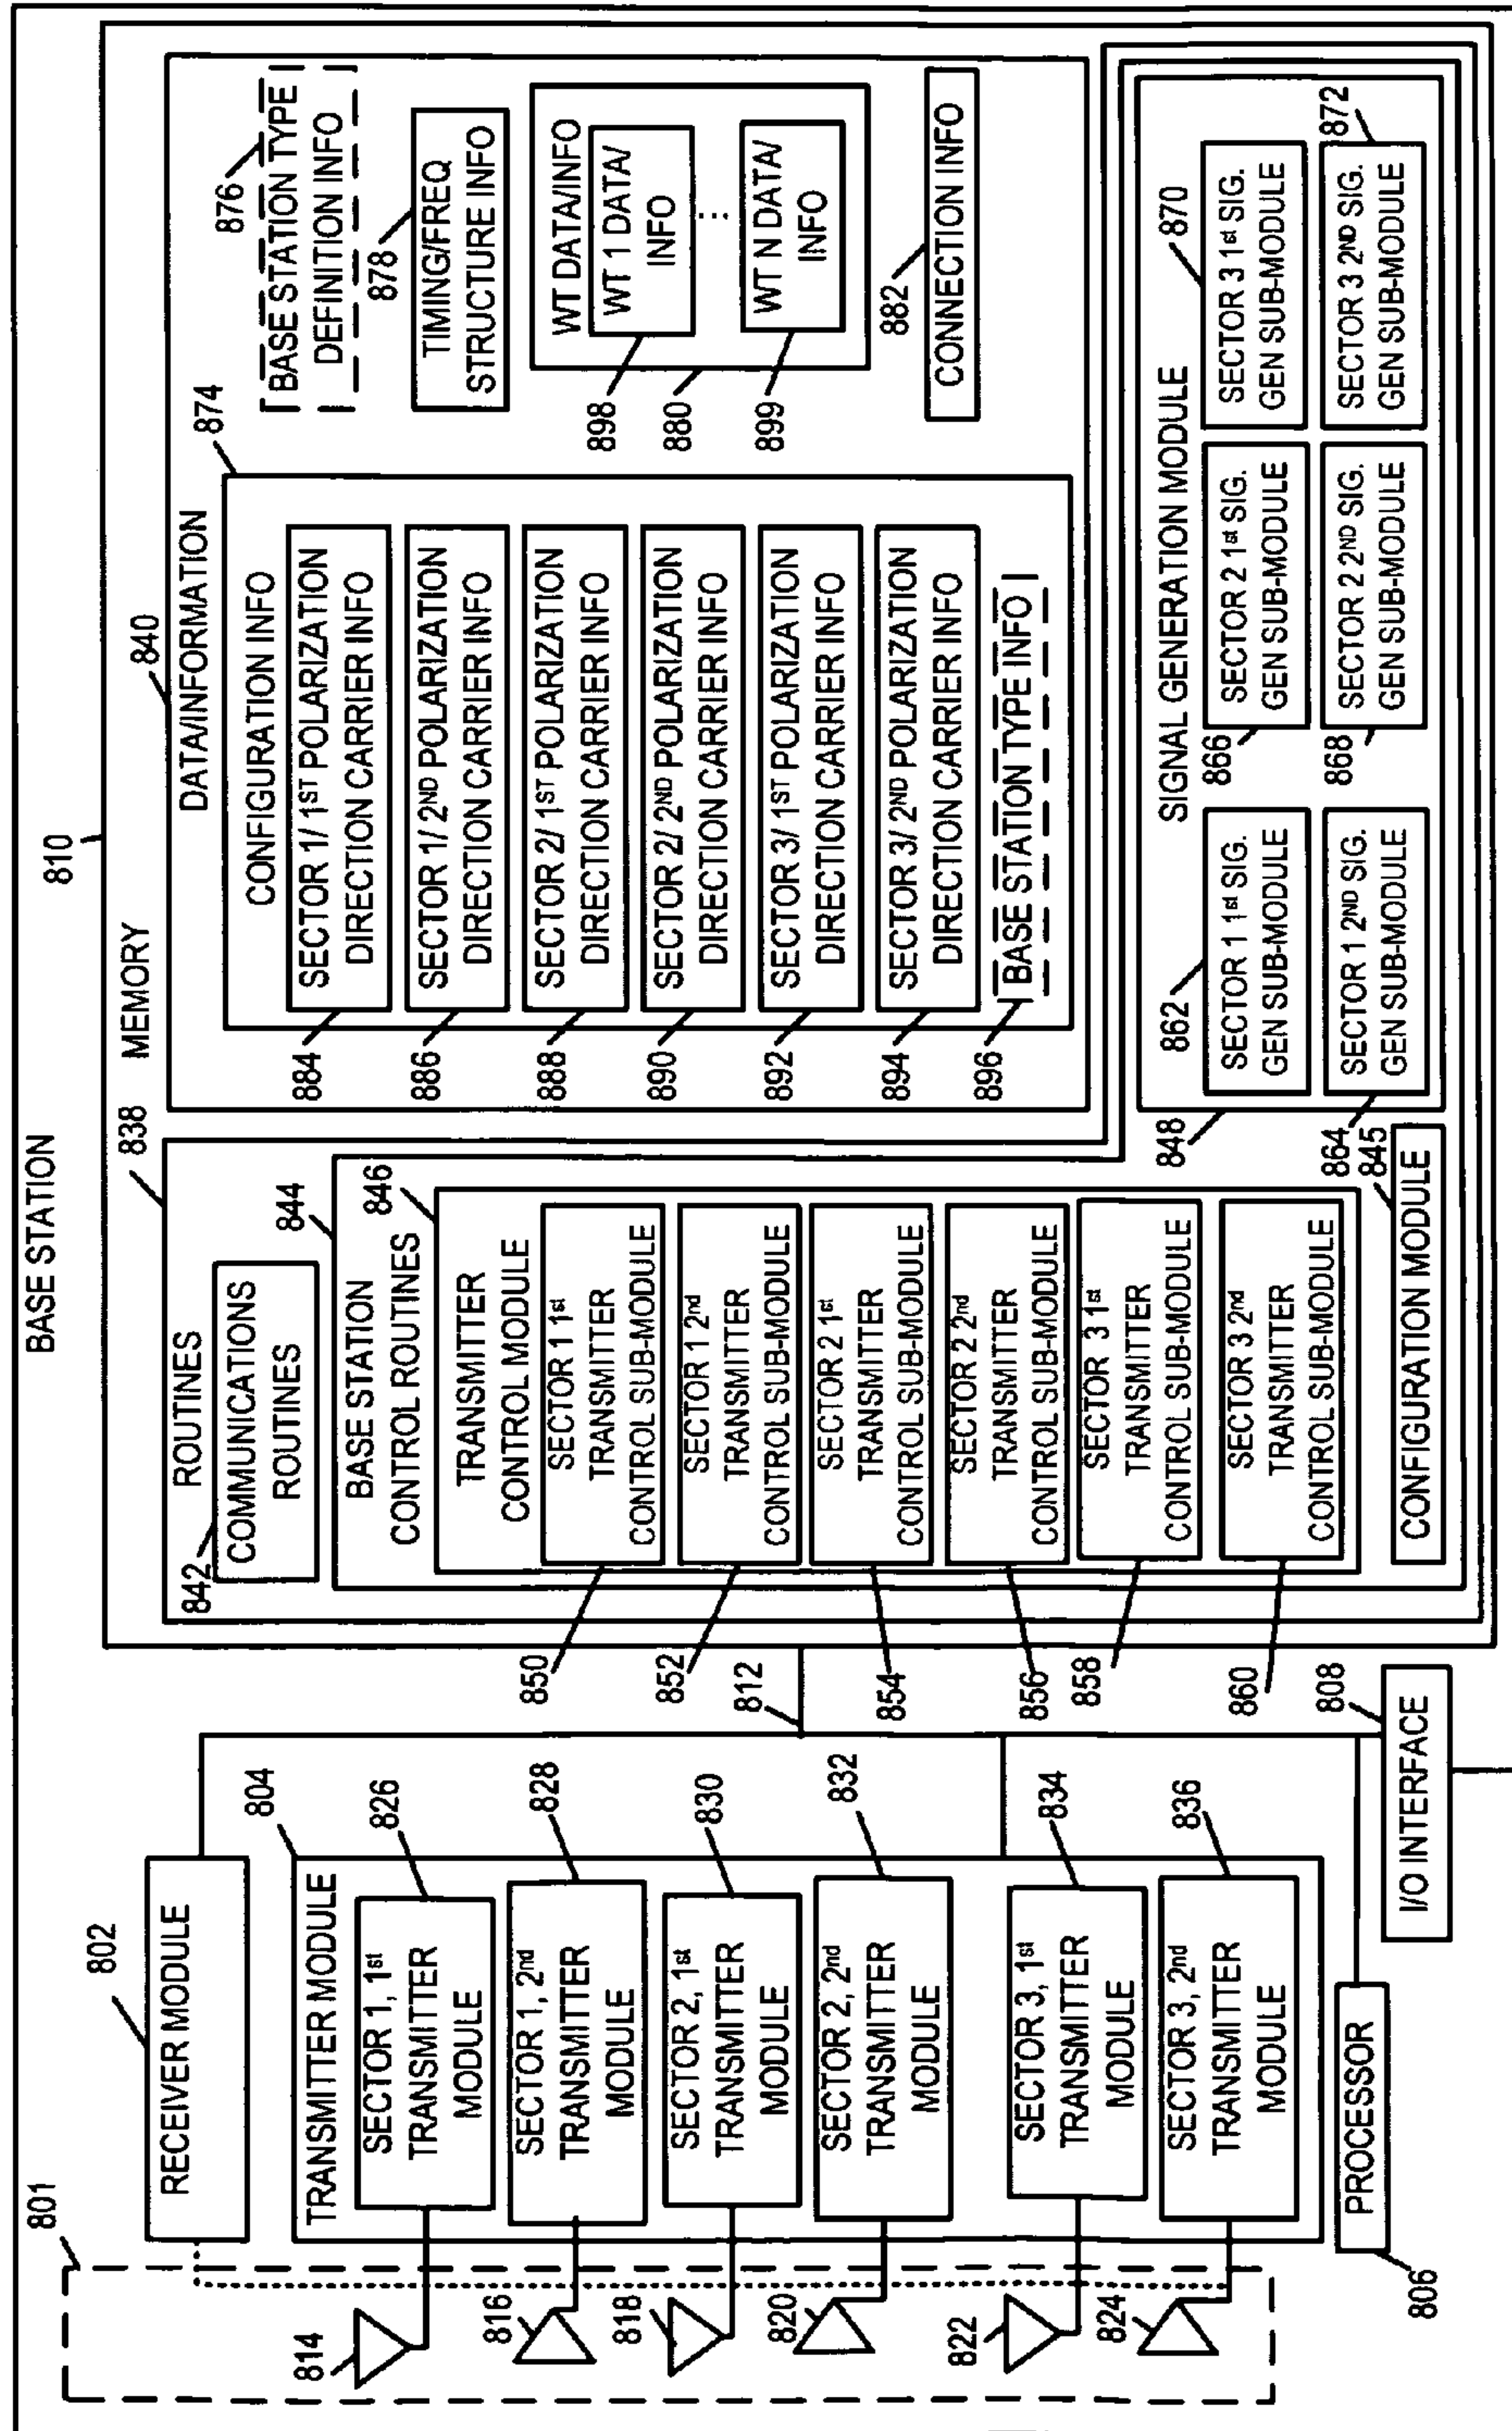 BASE STATION
801
802
RECEIVER MODULE
804
TRANSMITTER MODULE
SECTOR 1, 1st
TRANSMITTER
MODULE
826
SECTOR 1, 2nd
TRANSMITTER
MODULE
828
SECTOR 2, 1st
TRANSMITTER
MODULE
830
SECTOR 2, 2nd
TRANSMITTER
MODULE
832
SECTOR 3, 1st
TRANSMITTER
MODULE
834
SECTOR 3, 2nd
TRANSMITTER
MODULE
836
814
816
818
820
822
824
PROCESSOR
806
I/O INTERFACE
808
812
810
MEMORY
838
ROUTINES
842
COMMUNICATIONS
ROUTINES
844
BASE STATION
CONTROL ROUTINES
846
TRANSMITTER
CONTROL MODULE
SECTOR 1 1st
TRANSMITTER
CONTROL SUB-MODULE
850
SECTOR 1 2nd
TRANSMITTER
CONTROL SUB-MODULE
852
SECTOR 2 1st
TRANSMITTER
CONTROL SUB-MODULE
854
SECTOR 2 2nd
TRANSMITTER
CONTROL SUB-MODULE
856
SECTOR 3 1st
TRANSMITTER
CONTROL SUB-MODULE
858
SECTOR 3 2nd
TRANSMITTER
CONTROL SUB-MODULE
860
845
CONFIGURATION MODULE
840
DATA/INFORMATION
874
CONFIGURATION INFO
SECTOR 1/ 1ST POLARIZATION
DIRECTION CARRIER INFO
884
SECTOR 1/ 2ND POLARIZATION
DIRECTION CARRIER INFO
886
SECTOR 2/ 1ST POLARIZATION
DIRECTION CARRIER INFO
888
SECTOR 2/ 2ND POLARIZATION
DIRECTION CARRIER INFO
890
SECTOR 3/ 1ST POLARIZATION
DIRECTION CARRIER INFO
892
SECTOR 3/ 2ND POLARIZATION
DIRECTION CARRIER INFO
894
BASE STATION TYPE INFO
896
876
BASE STATION TYPE
DEFINITION INFO
878
TIMING/FREQ
STRUCTURE INFO
WT DATA/INFO
WT 1 DATA/
INFO
898
880
⋮
WT N DATA/
INFO
899
882
CONNECTION INFO
848
SIGNAL GENERATION MODULE
862
SECTOR 1 1st SIG.
GEN SUB-MODULE
864
SECTOR 1 2ND SIG.
GEN SUB-MODULE
866
SECTOR 2 1st SIG.
GEN SUB-MODULE
868
SECTOR 2 2ND SIG.
GEN SUB-MODULE
870
SECTOR 3 1st SIG.
GEN SUB-MODULE
872
SECTOR 3 2ND SIG.
GEN SUB-MODULE